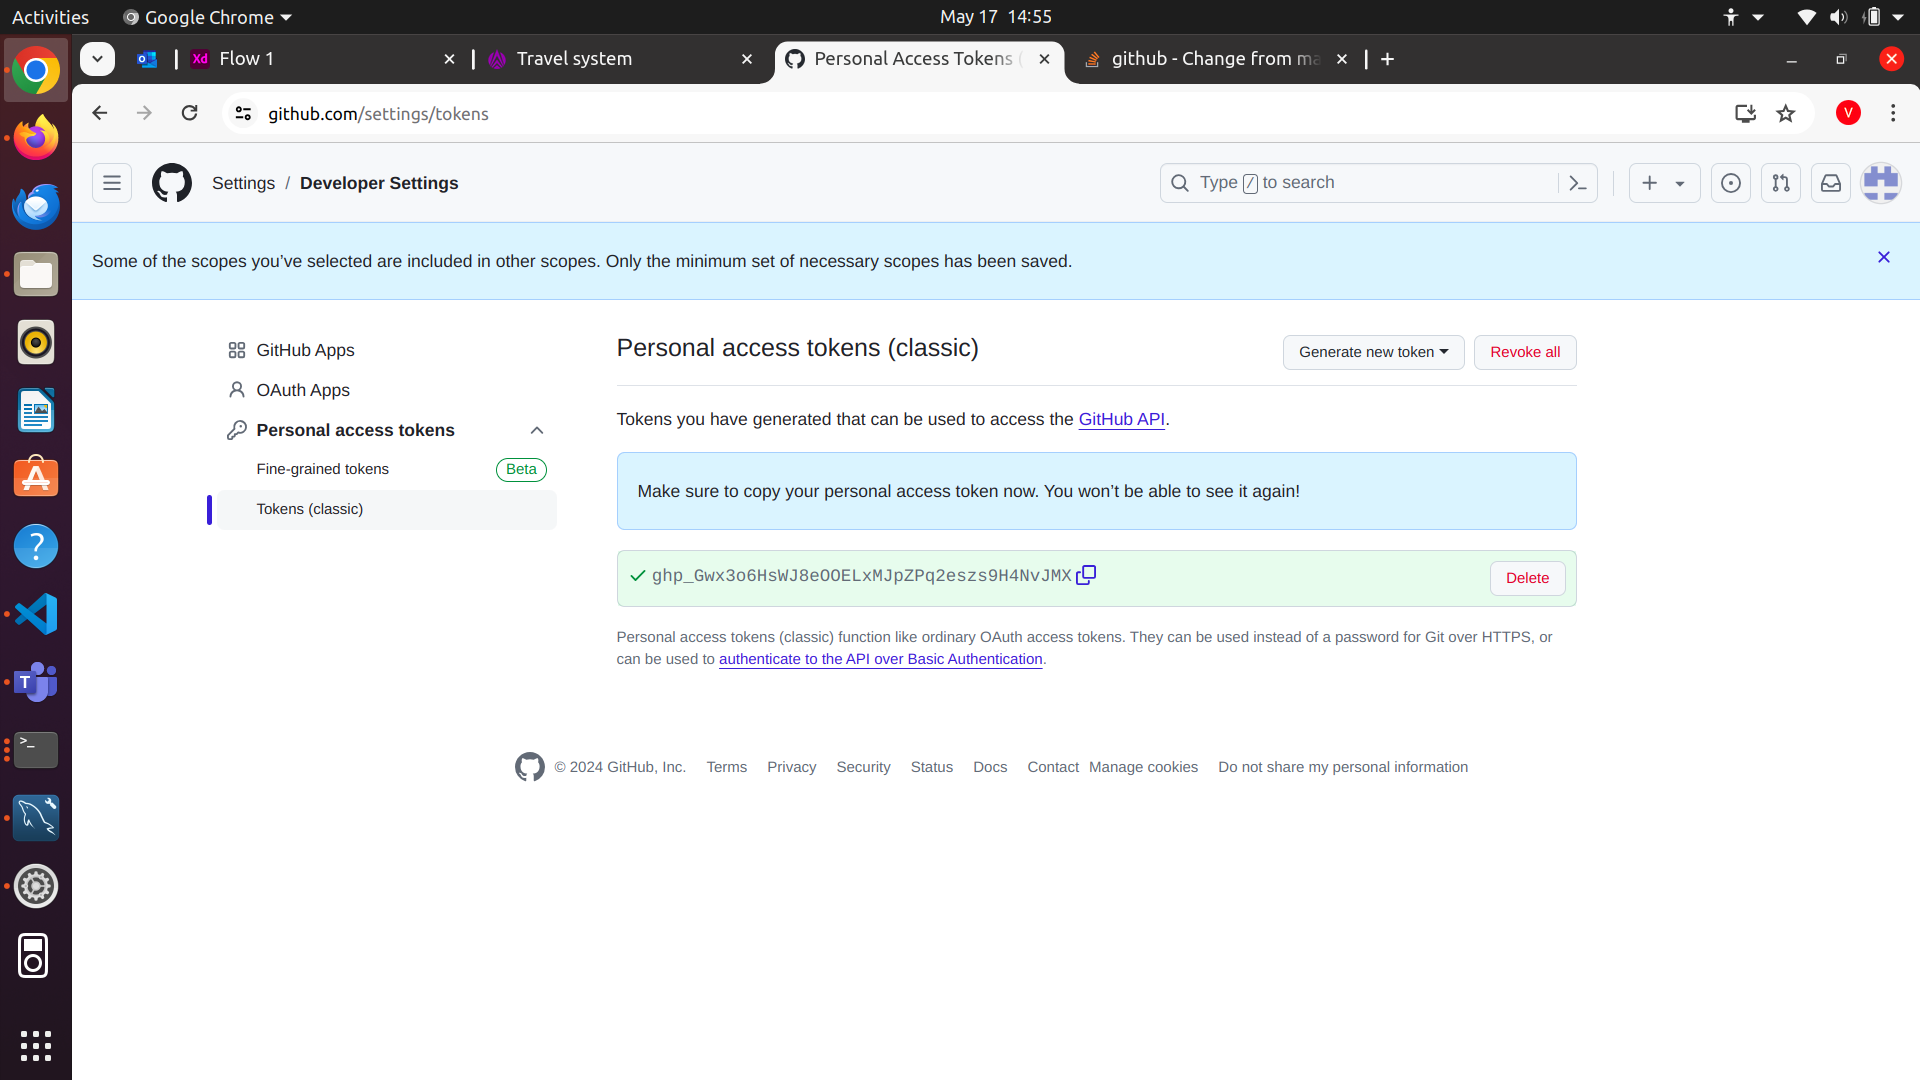 Activities
Google Chrome
May 17 14:55
Flow 1
Travel system
Personal Access Tokens (
github - Change from ma
github.com/settings/tokens
V
Settings / Developer Settings
Type / to search
Some of the scopes you’ve selected are included in other scopes. Only the minimum set of necessary scopes has been saved.
GitHub Apps
OAuth Apps
Personal access tokens
Fine-grained tokens
Beta
Tokens (classic)
Personal access tokens (classic)
Generate new token
Revoke all
Tokens you have generated that can be used to access the GitHub API.
Make sure to copy your personal access token now. You won’t be able to see it again!
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
Delete
Personal access tokens (classic) function like ordinary OAuth access tokens. They can be used instead of a password for Git over HTTPS, or
can be used to authenticate to the API over Basic Authentication.
© 2024 GitHub, Inc. Terms Privacy Security Status Docs Contact Manage cookies Do not share my personal information